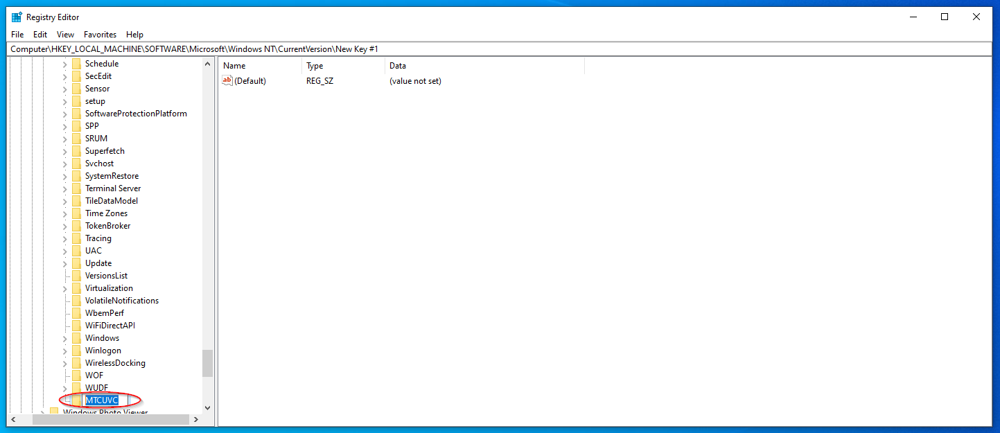 Registry Editor
File Edit View Favorites Help
Computer\HKEY_LOCAL_MACHINE\SOFTWARE\Microsoft\Windows NT\CurrentVersion\New Key #1
Schedule
SecEdit
Sensor
setup
SoftwareProtectionPlatform
SPP
SRUM
Superfetch
Svchost
SystemRestore
Terminal Server
TileDataModel
Time Zones
TokenBroker
Tracing
UAC
Update
VersionsList
Virtualization
VolatileNotifications
WbemPerf
WiFiDirectAPI
Windows
Winlogon
WirelessDocking
WOF
WUDF
MTCUVC
Windows Photo Viewer
Name Type Data
ab (Default) REG_SZ (value not set)